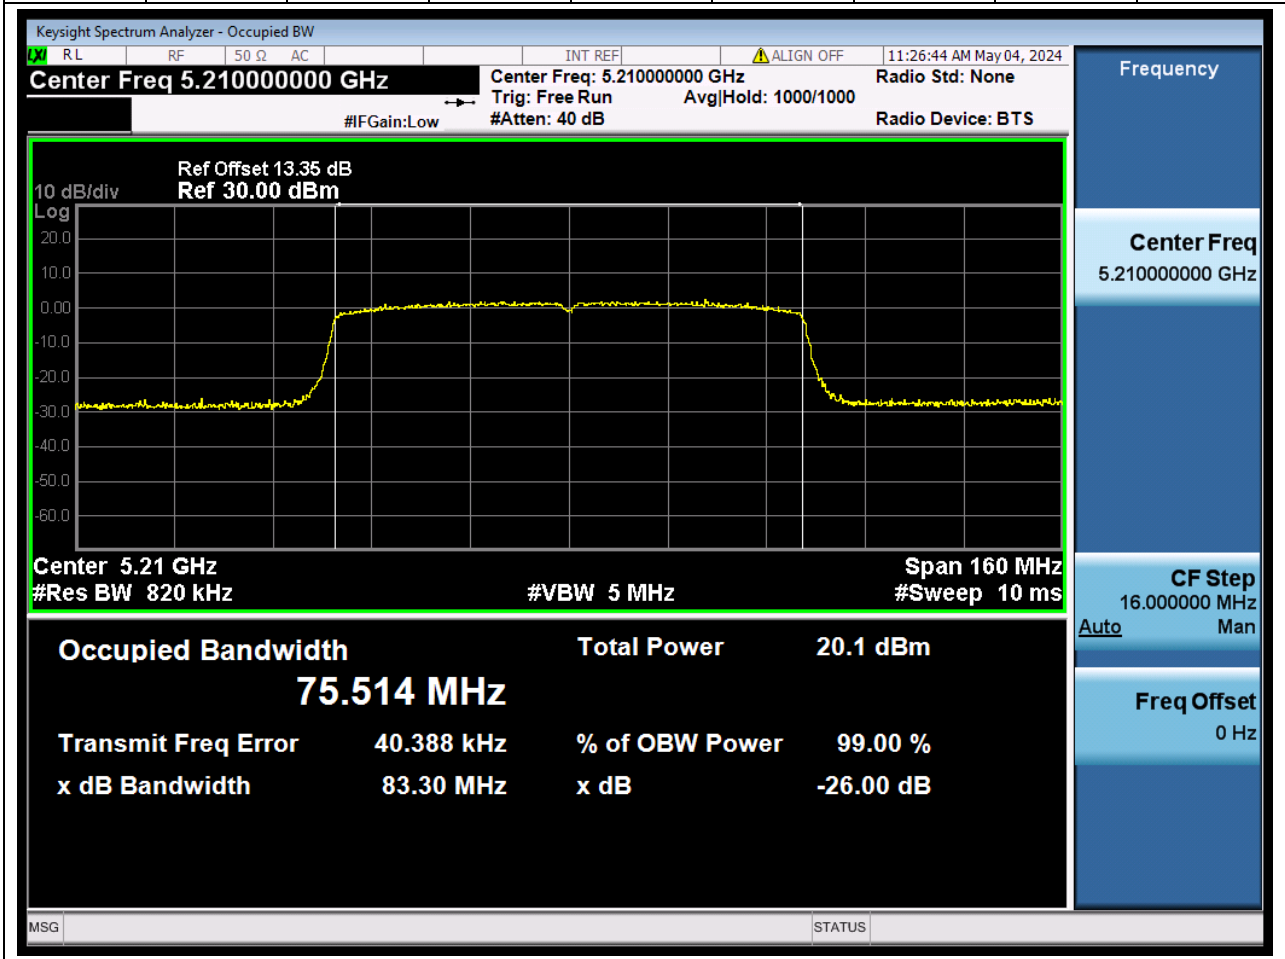 Keysight Spectrum Analyzer - Occupied BW
LXI RL RF 50 Ω AC INT REF ALIGN OFF 11:26:44 AM May 04, 2024
Center Freq 5.210000000 GHz
Center Freq: 5.210000000 GHz
Radio Std: None
Trig: Free Run Avg|Hold: 1000/1000
#IFGain:Low
#Atten: 40 dB
Radio Device: BTS
Ref Offset 13.35 dB
10 dB/div Ref 30.00 dBm
Log
20.0
10.0
0.00
-10.0
-20.0
-30.0
-40.0
-50.0
-60.0
Center 5.21 GHz Span 160 MHz
#Res BW 820 kHz #VBW 5 MHz #Sweep 10 ms
Occupied Bandwidth Total Power 20.1 dBm
75.514 MHz
Transmit Freq Error 40.388 kHz % of OBW Power 99.00 %
x dB Bandwidth 83.30 MHz x dB -26.00 dB
MSG STATUS
Frequency
Center Freq
5.210000000 GHz
CF Step
16.000000 MHz
Auto Man
Freq Offset
0 Hz